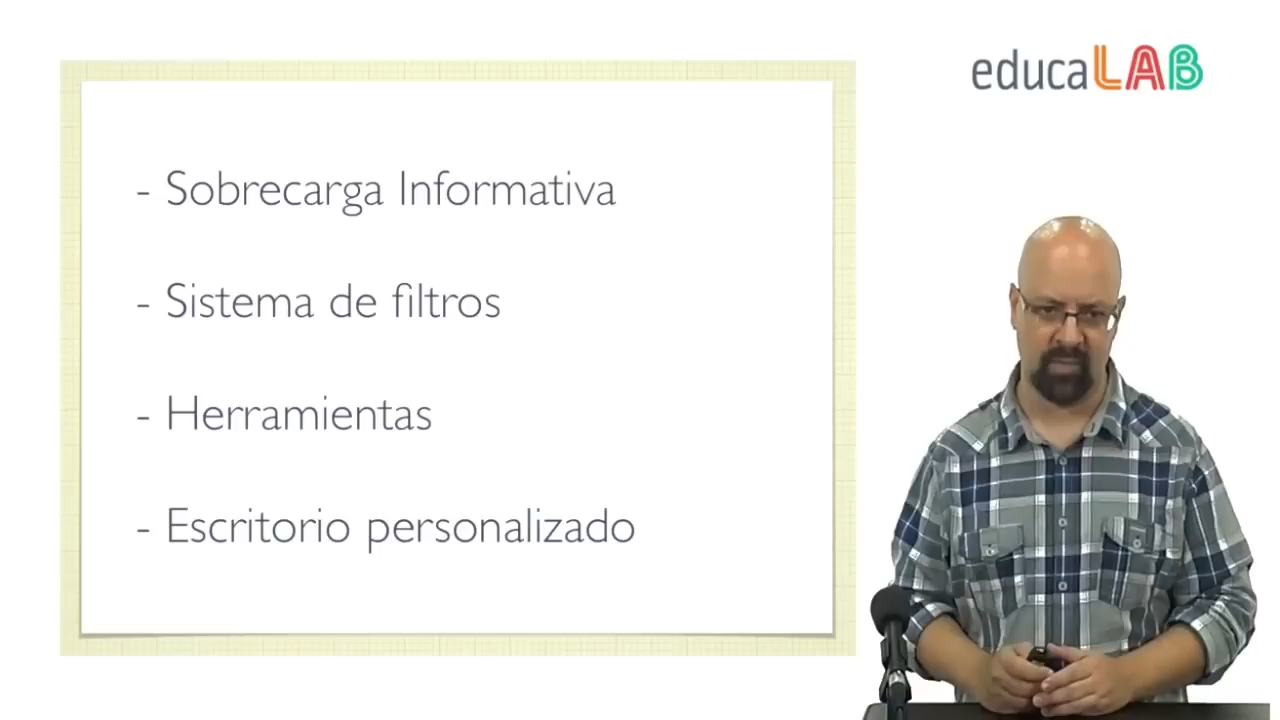 educaLAB
- Sobrecarga Informativa
- Sistema de filtros
- Herramientas
- Escritorio personalizado